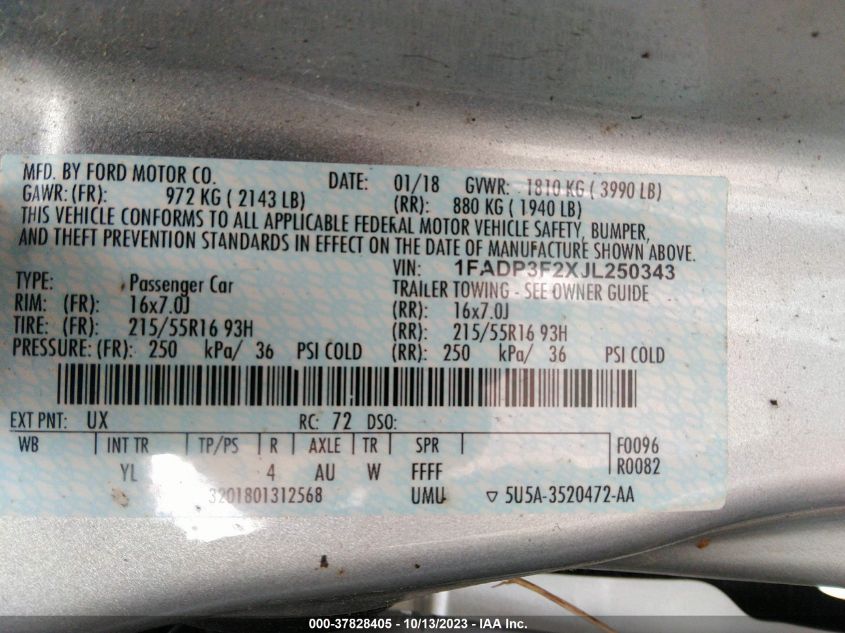 MFD. BY FORD MOTOR CO. DATE: 01/18 GVWR: 1810 KG ( 3990 LB)
GAWR: (FR): 972 KG ( 2143 LB) (RR): 880 KG ( 1940 LB)
THIS VEHICLE CONFORMS TO ALL APPLICABLE FEDERAL MOTOR VEHICLE SAFETY, BUMPER,
AND THEFT PREVENTION STANDARDS IN EFFECT ON THE DATE OF MANUFACTURE SHOWN ABOVE.
VIN: 1FADP3F2XJL250343
TYPE: Passenger Car TRAILER TOWING - SEE OWNER GUIDE
RIM: (FR): 16x7.0J (RR): 16x7.0J
TIRE: (FR): 215/55R16 93H (RR): 215/55R16 93H
PRESSURE: (FR): 250 kPa/ 36 PSI COLD (RR): 250 kPa/ 36 PSI COLD
EXT PNT: UX RC: 72 DSO:
WB INT TR TP/PS R AXLE TR SPR F0096
YL 4 AU W FFFF R0082
3201801312568 UMU ▽ 5U5A-3520472-AA
000-37828405 - 10/13/2023 - IAA Inc.